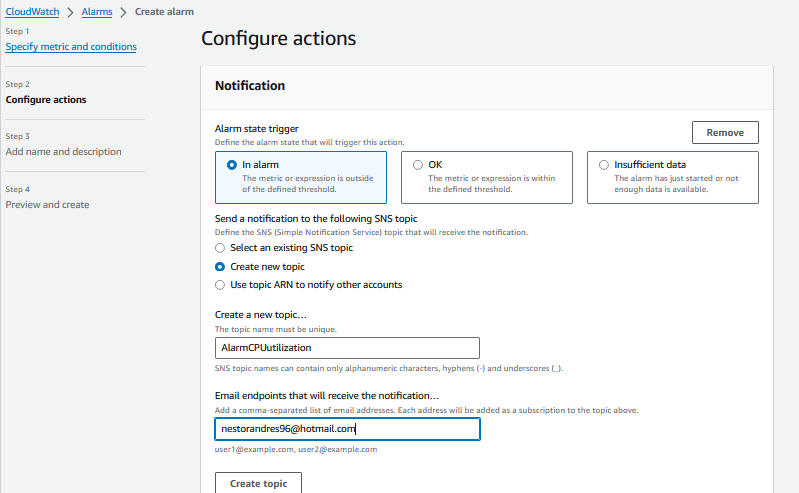 CloudWatch > Alarms > Create alarm
Step 1
Specify metric and conditions
Step 2
Configure actions
Step 3
Add name and description
Step 4
Preview and create
Configure actions
Notification
Alarm state trigger
Define the alarm state that will trigger this action.
Remove
In alarm
The metric or expression is outside
of the defined threshold.
OK
The metric or expression is within
the defined threshold.
Insufficient data
The alarm has just started or not
enough data is available.
Send a notification to the following SNS topic
Define the SNS (Simple Notification Service) topic that will receive the notification.
Select an existing SNS topic
Create new topic
Use topic ARN to notify other accounts
Create a new topic…
The topic name must be unique.
AlarmCPUutilization
SNS topic names can contain only alphanumeric characters, hyphens (-) and underscores (_).
Email endpoints that will receive the notification…
Add a comma-separated list of email addresses. Each address will be added as a subscription to the topic above.
nestorandres96@hotmail.com
user1@example.com, user2@example.com
Create topic